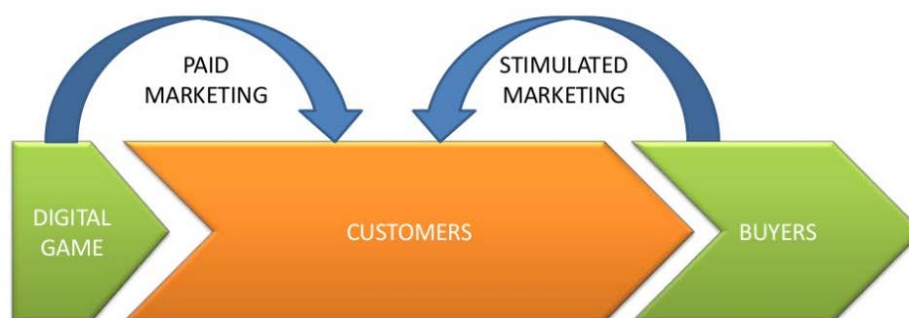 PAID
MARKETING
STIMULATED
MARKETING
DIGITAL
GAME
CUSTOMERS
BUYERS